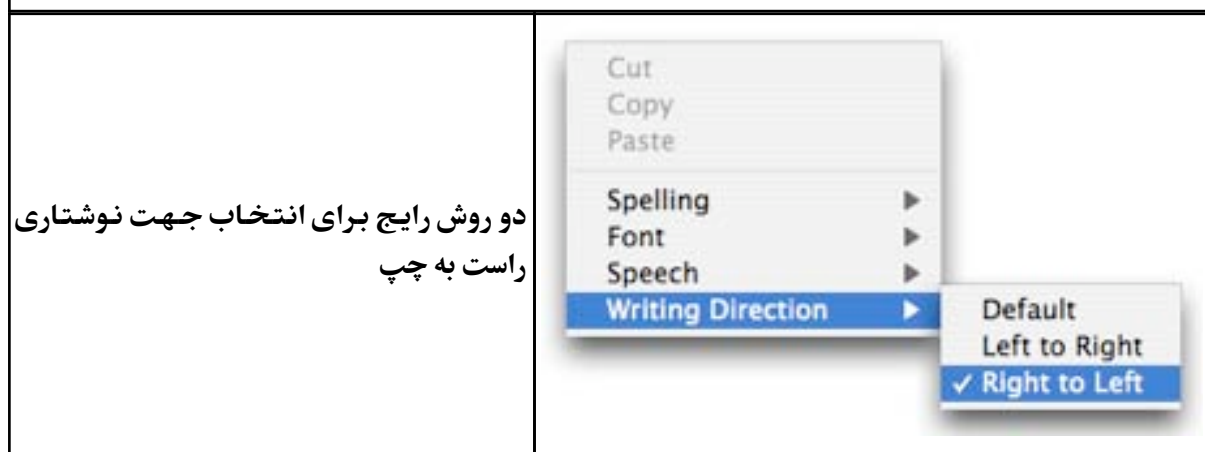 دو روش رایج برای انتخاب جهت نوشتاری
راست به چپ
Cut
Copy
Paste
Spelling
Font
Speech
Writing Direction
Default
Left to Right
✓ Right to Left